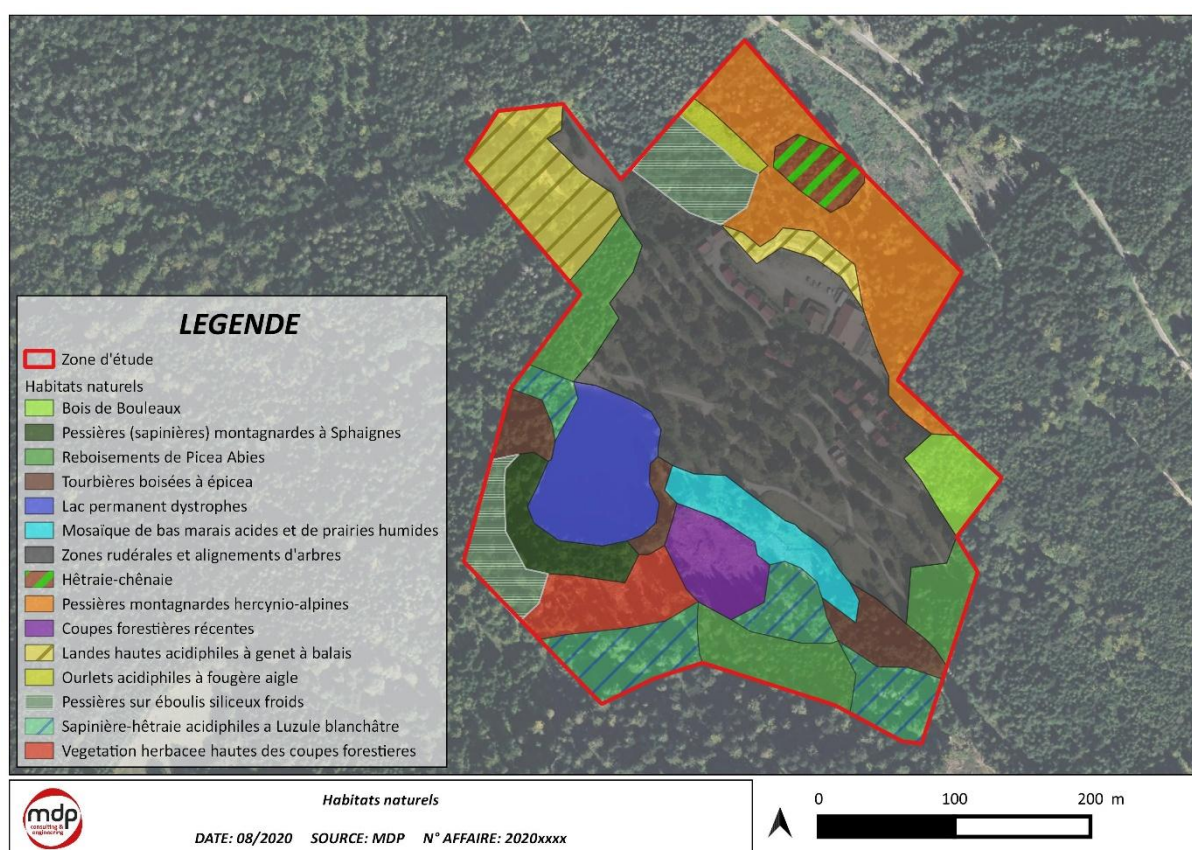 LEGENDE
Zone d'étude
Habitats naturels
Bois de Bouleaux
Pessières (sapinières) montagnardes à Sphaignes
Reboisements de Picea Abies
Tourbières boisées à épicea
Lac permanent dystrophes
Mosaïque de bas marais acides et de prairies humides
Zones rudérales et alignements d'arbres
Hêtraie-chênaie
Pessières montagnardes hercynio-alpines
Coupes forestières récentes
Landes hautes acidiphiles à genet à balais
Ourlets acidiphiles à fougère aigle
Pessières sur éboulis siliceux froids
Sapinière-hêtraie acidiphiles a Luzule blanchâtre
Vegetation herbacee hautes des coupes forestieres
mdp
consulting &
engineering
Habitats naturels
DATE: 08/2020 SOURCE: MDP N° AFFAIRE: 2020xxxx
0 100 200 m